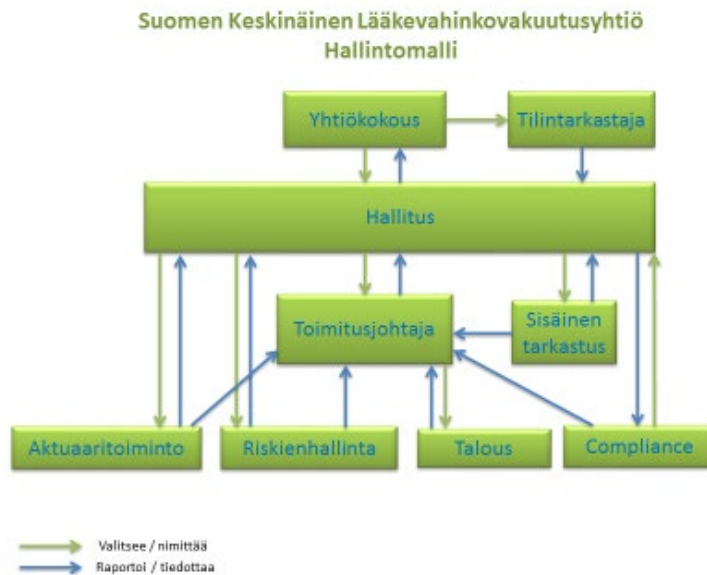 Suomen Keskinäinen Lääkevahinkovakuutusyhtiö
Hallintomalli
Yhtiökokous
Tilintarkastaja
Hallitus
Toimitusjohtaja
Sisäinen
tarkastus
Aktuaaritoiminto
Riskienhallinta
Talous
Compliance
Valitsee / nimittää
Raportoi / tiedottaa